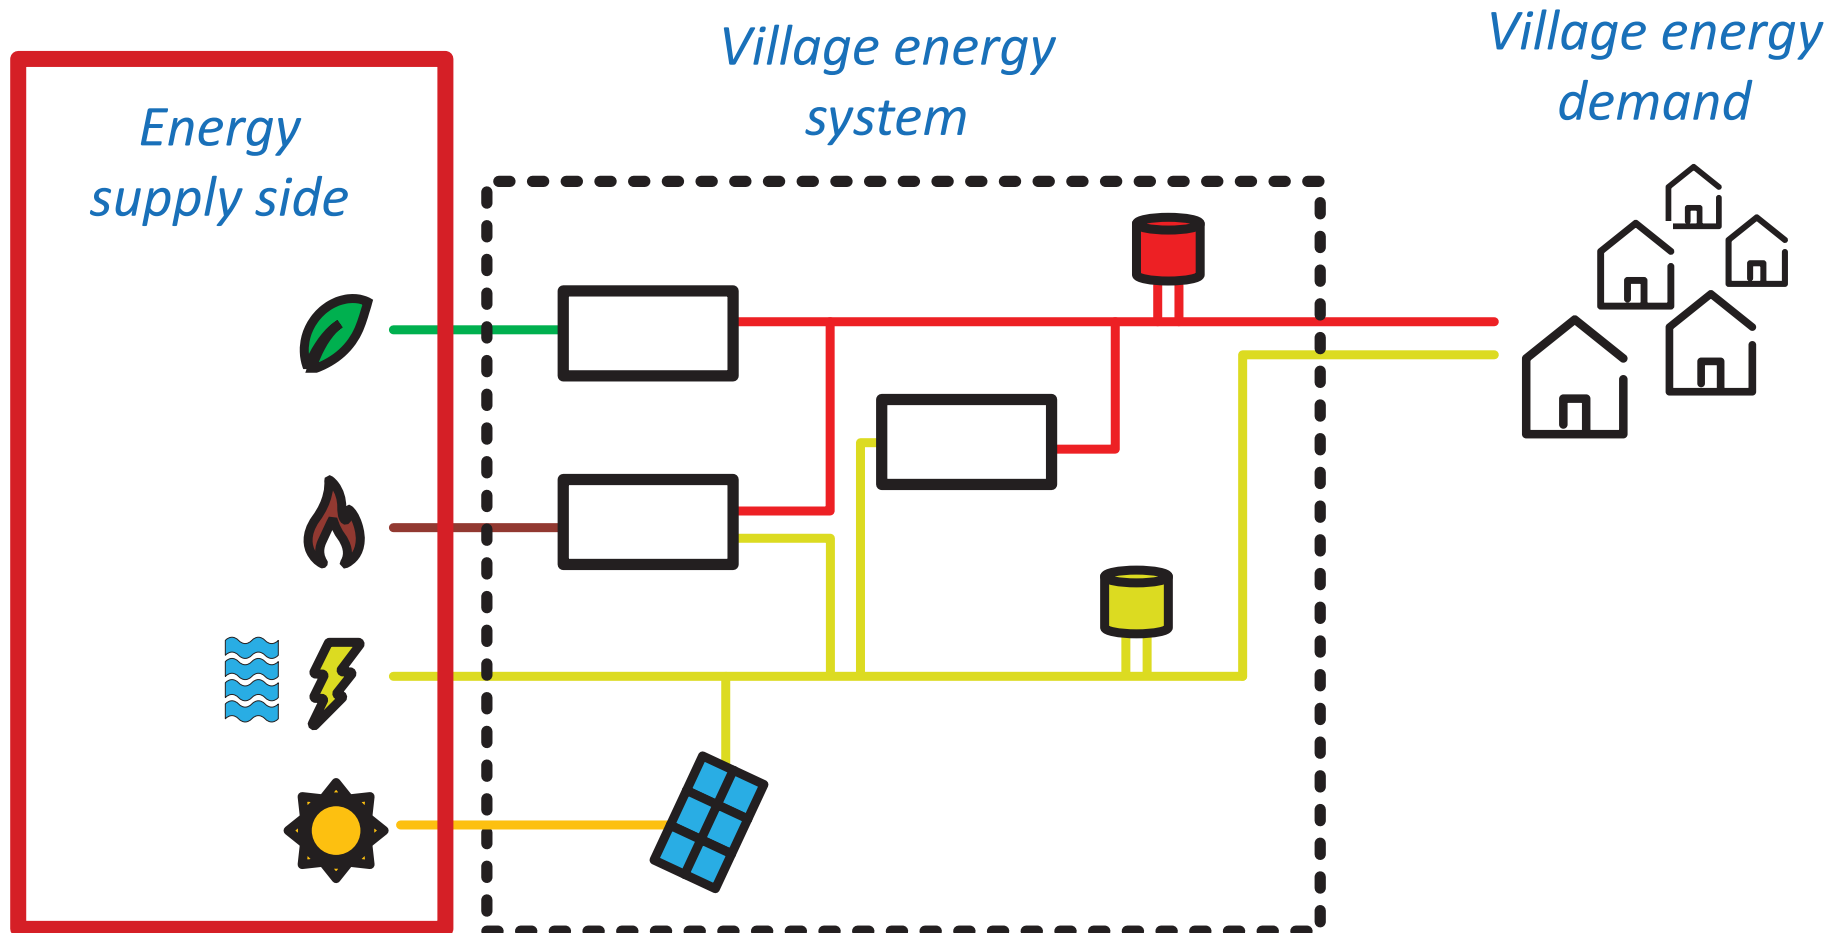 Energy
supply side
Village energy
system
Village energy
demand